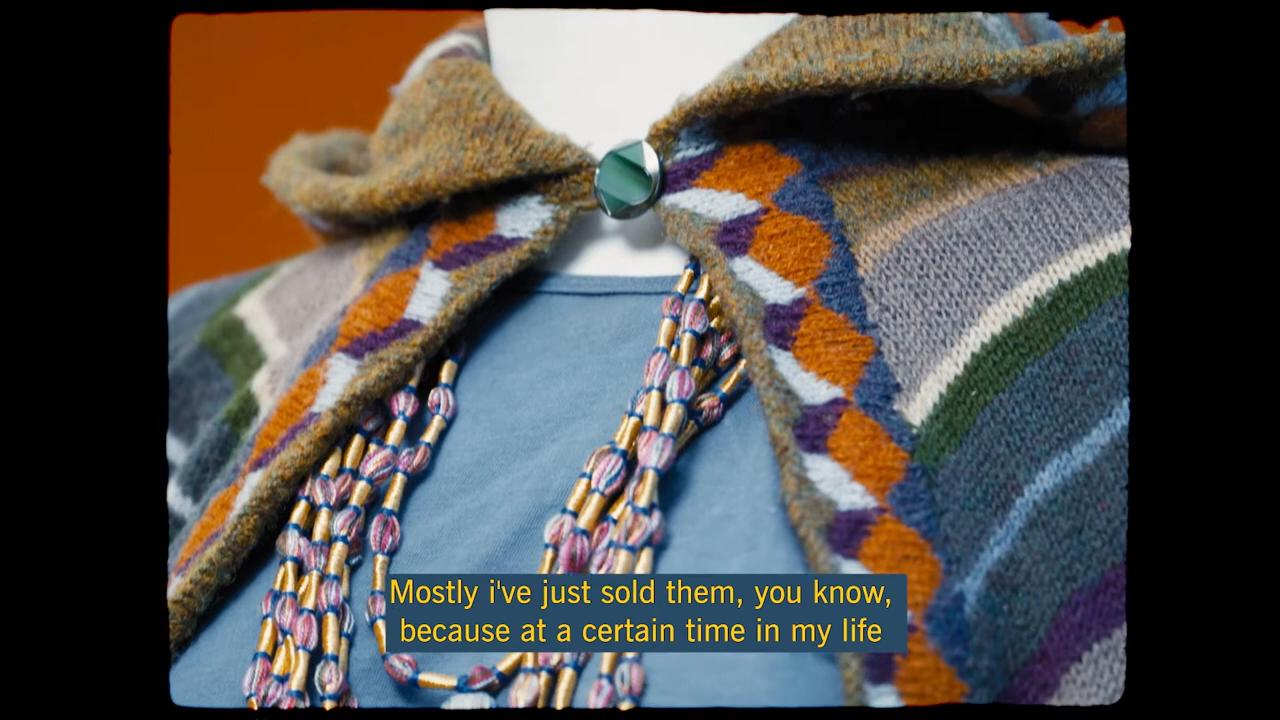 Mostly i've just sold them, you know,
because at a certain time in my life